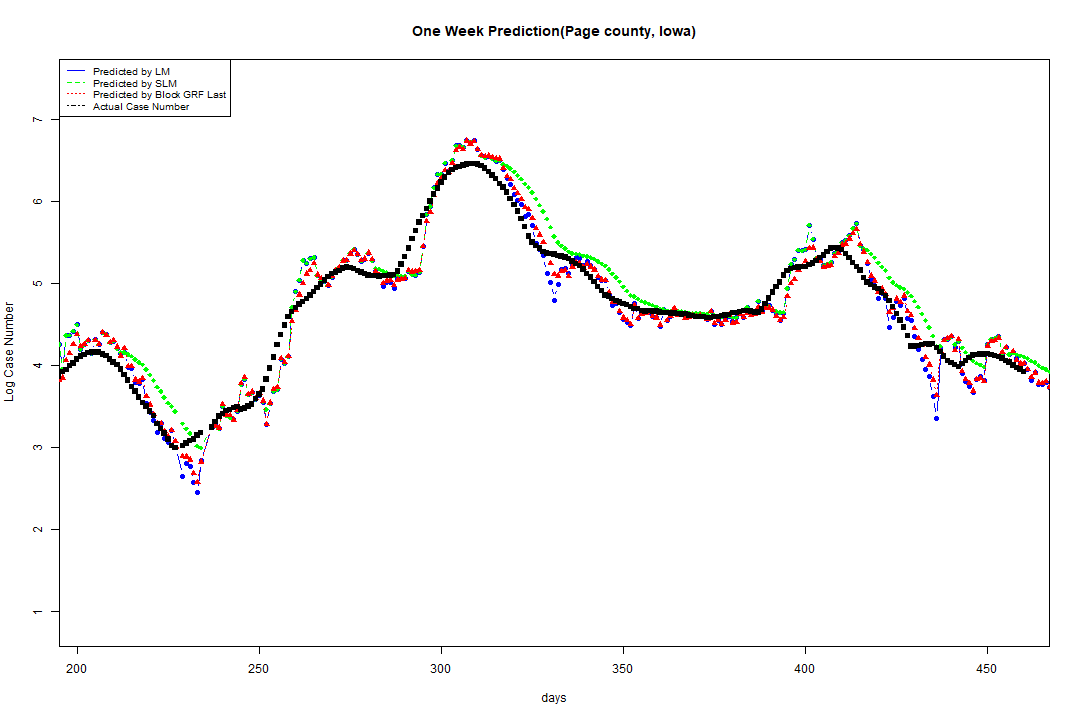 One Week Prediction(Page county, Iowa)
Predicted by LM
Predicted by SLM
Predicted by Block GRF Last
Actual Case Number
7
6
5
4
3
2
1
Log Case Number
200 250 300 350 400 450
days